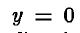 y = 0